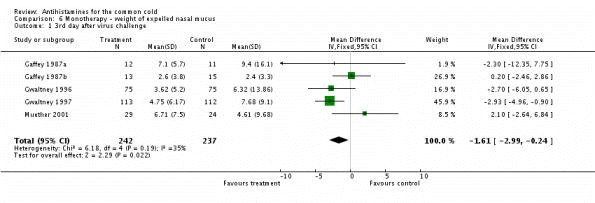 Review: Antihistamines for the common cold
Comparison: 6 Monotherapy - weight of expelled nasal mucus
Outcome: 1 3rd day after virus challenge
Study or subgroup Treatment Control Mean Difference Weight Mean Difference
N Mean(SD) N Mean(SD) IV,Fixed,95% CI IV,Fixed,95% CI
Gaffey 1987a 12 7.1 (5.7) 11 9.4 (16.1) 1.9 % -2.30 [ -12.35, 7.75 ]
Gaffey 1987b 13 2.6 (3.8) 15 2.4 (3.3) 26.9 % 0.20 [ -2.46, 2.86 ]
Gwaltney 1996 75 3.62 (5.2) 75 6.32 (13.86) 16.9 % -2.70 [ -6.05, 0.65 ]
Gwaltney 1997 113 4.75 (6.17) 112 7.68 (9.1) 45.9 % -2.93 [ -4.96, -0.90 ]
Muether 2001 29 6.71 (7.5) 24 4.61 (9.68) 8.5 % 2.10 [ -2.64, 6.84 ]
Total (95% CI) 242 237 100.0 % -1.61 [ -2.99, -0.24 ]
Heterogeneity: Chi² = 6.18, df = 4 (P = 0.19); I² =35%
Test for overall effect: Z = 2.29 (P = 0.022)
-10 -5 0 5 10
Favours treatment Favours control